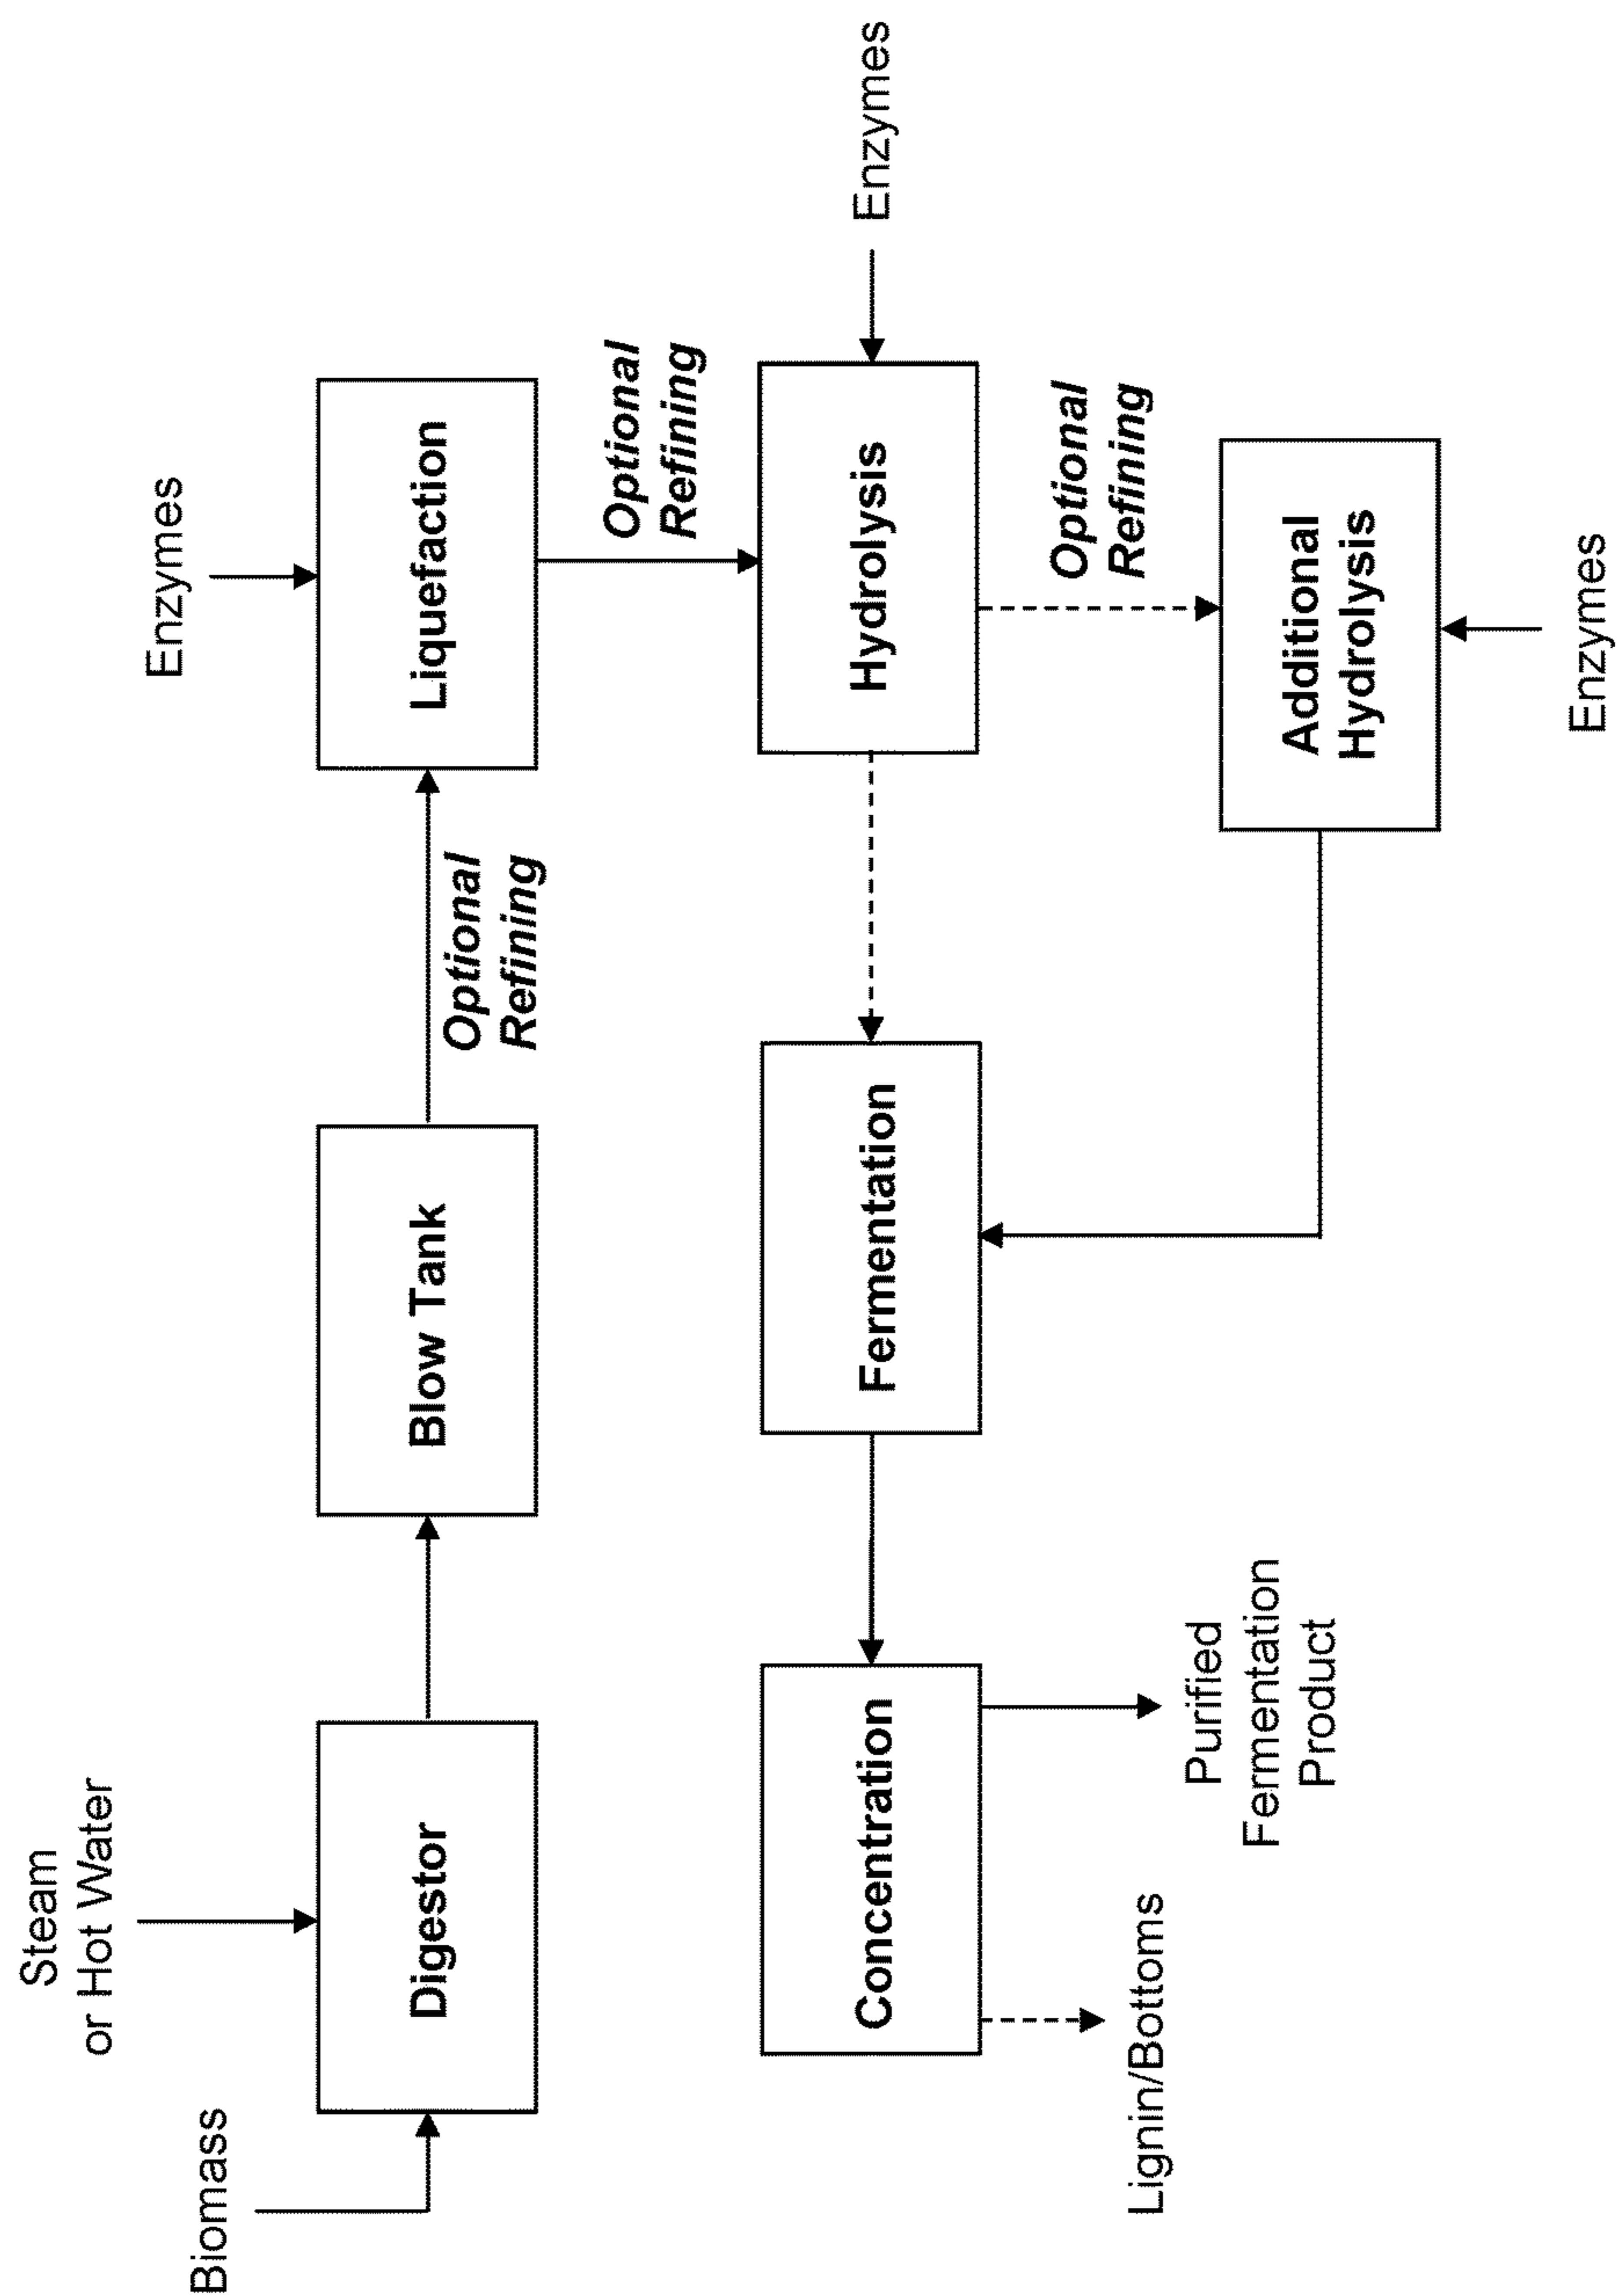 Steam
or Hot Water
Biomass
Digestor
Blow Tank
Optional
Refining
Enzymes
Liquefaction
Optional
Refining
Enzymes
Hydrolysis
Optional
Refining
Additional
Hydrolysis
Enzymes
Fermentation
Concentration
Lignin/Bottoms
Purified
Fermentation
Product